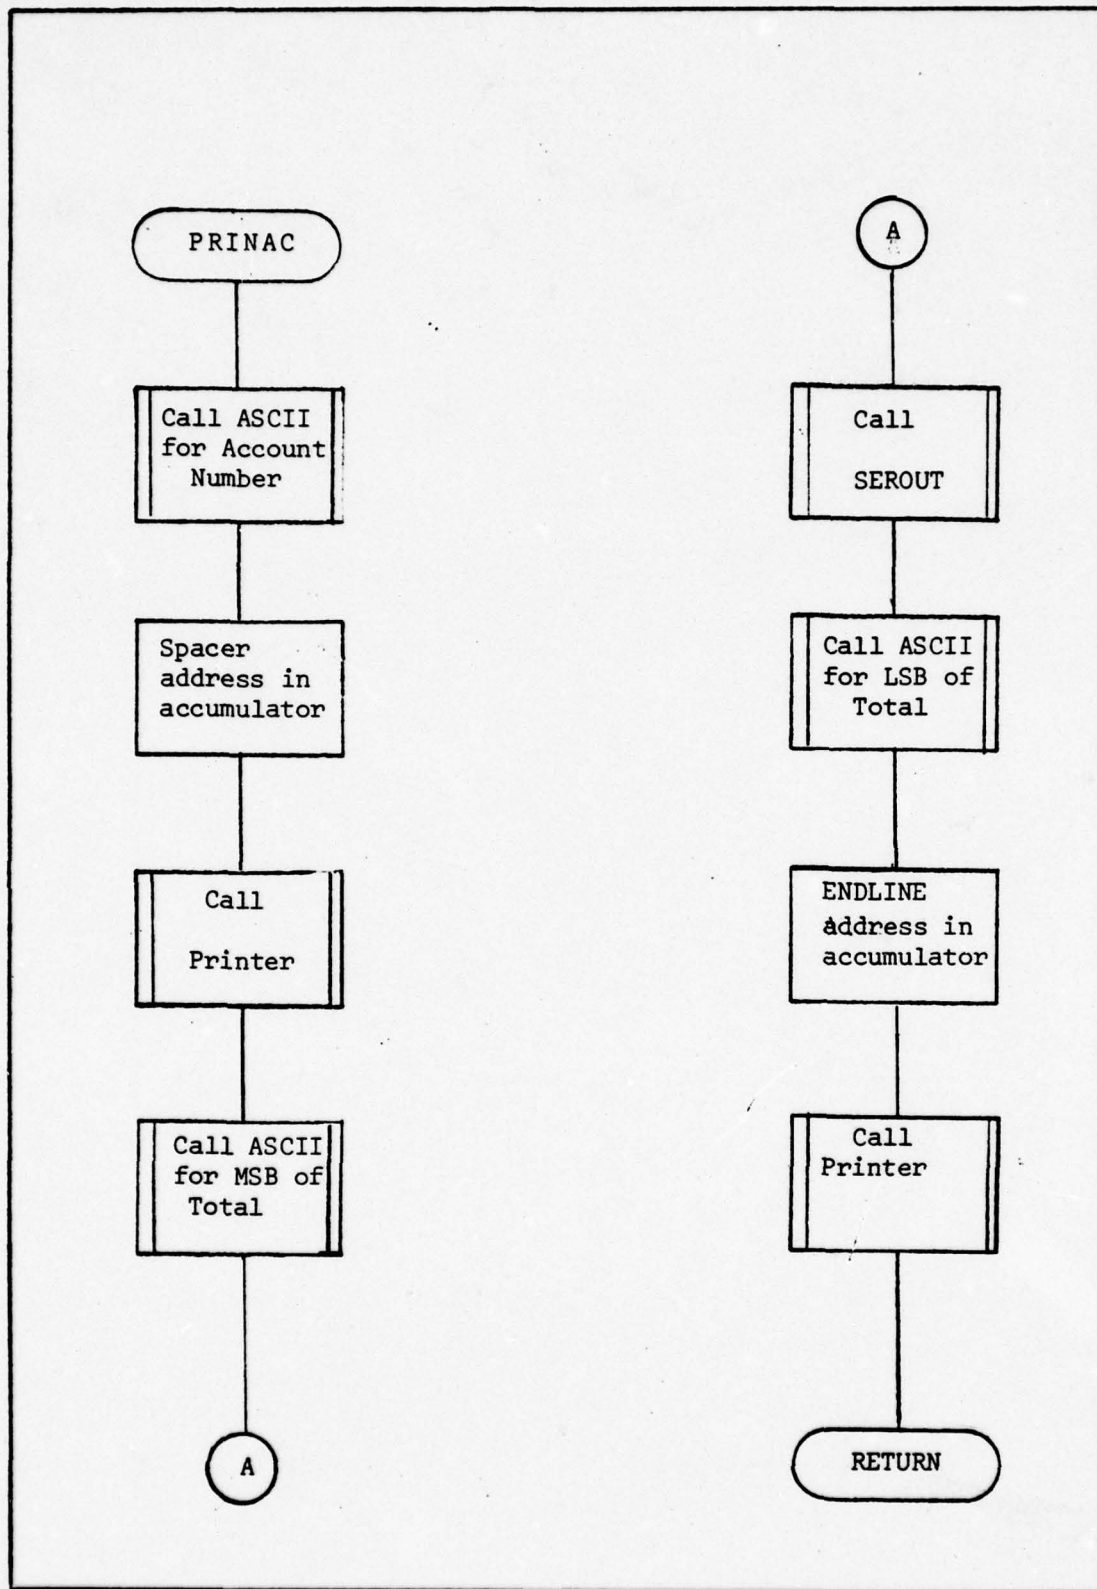 PRINAC
Call ASCII
for Account
Number
Spacer
address in
accumulator
Call
Printer
Call ASCII
for MSB of
Total
A
A
Call
SEROUT
Call ASCII
for LSB of
Total
ENDLINE
Address in
accumulator
Call
Printer
RETURN